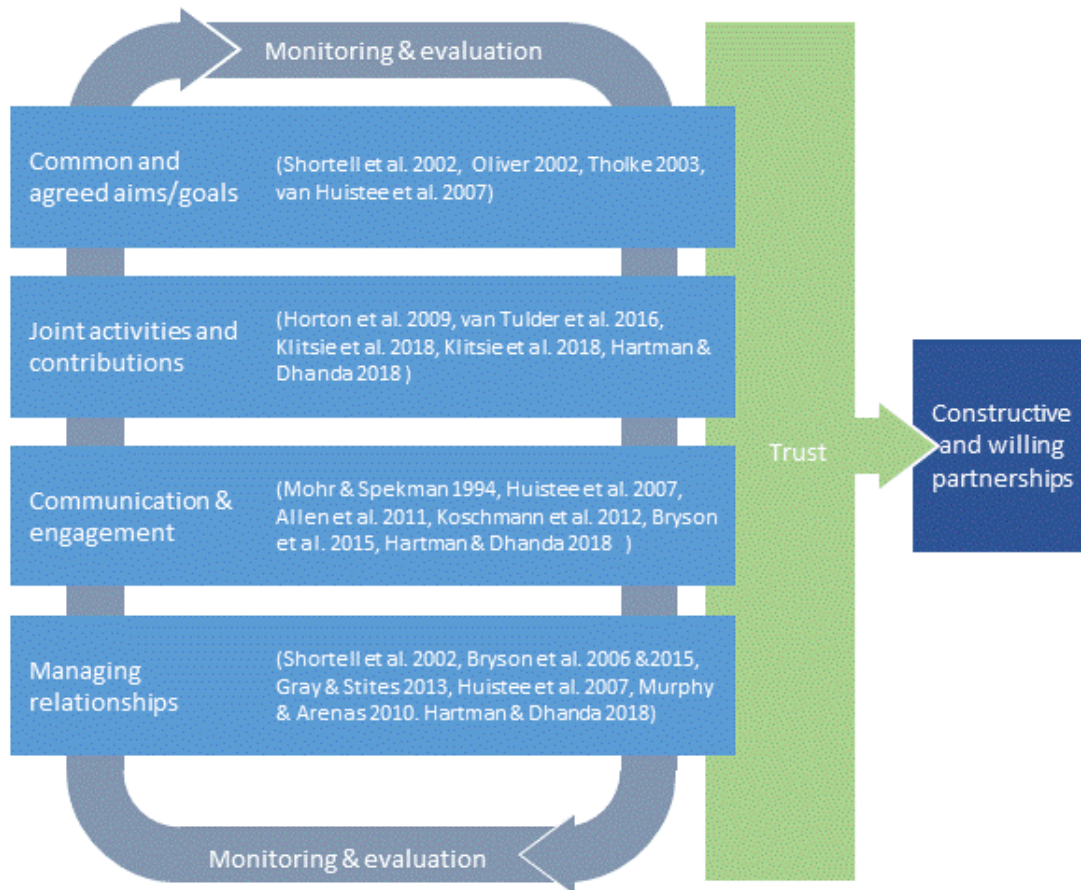 Monitoring & evaluation
Common and
agreed aims/goals
(Shortell et al. 2002, Oliver 2002, Tholke 2003,
van Huistee et al. 2007)
Joint activities and
contributions
(Horton et al. 2009, van Tulder et al. 2016,
Klitsie et al. 2018, Klitsie et al. 2018, Hartman &
Dhanda 2018 )
Communication &
engagement
(Mohr & Spekman 1994, Huistee et al. 2007,
Allen et al. 2011, Koschmann et al. 2012, Bryson
et al. 2015, Hartman & Dhanda 2018 )
Managing
relationships
(Shortell et al. 2002, Bryson et al. 2006 &2015,
Gray & Stites 2013, Huistee et al. 2007, Murphy
& Arenas 2010. Hartman & Dhanda 2018)
Monitoring & evaluation
Trust
Constructive
and willing
partnerships